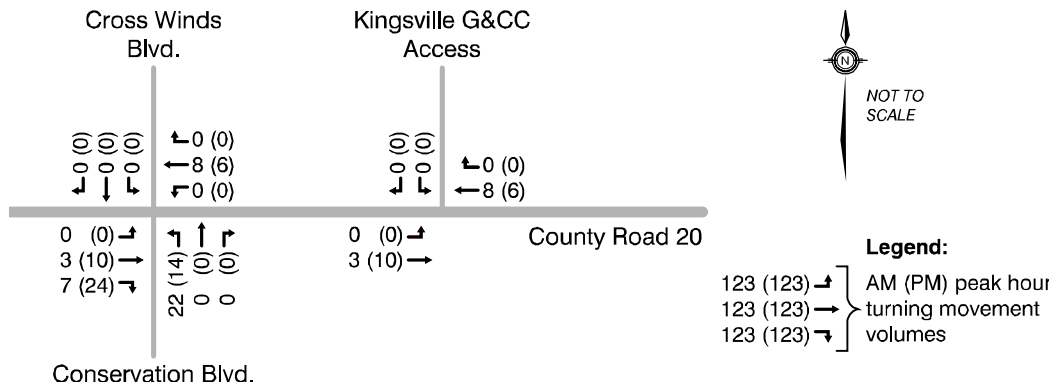 Cross Winds
Blvd.
Kingsville G&CC
Access
N
NOT TO
SCALE
0 (0)
0 (0)
0 (0)
0 (0)
8 (6)
0 (0)
0 (0)
0 (0)
0 (0)
8 (6)
0 (0)
3 (10)
7 (24)
22 (14)
0 (0)
0 (0)
0 (0)
3 (10)
County Road 20
Conservation Blvd.
Legend:
123 (123)
123 (123)
123 (123)
AM (PM) peak hour
turning movement
volumes